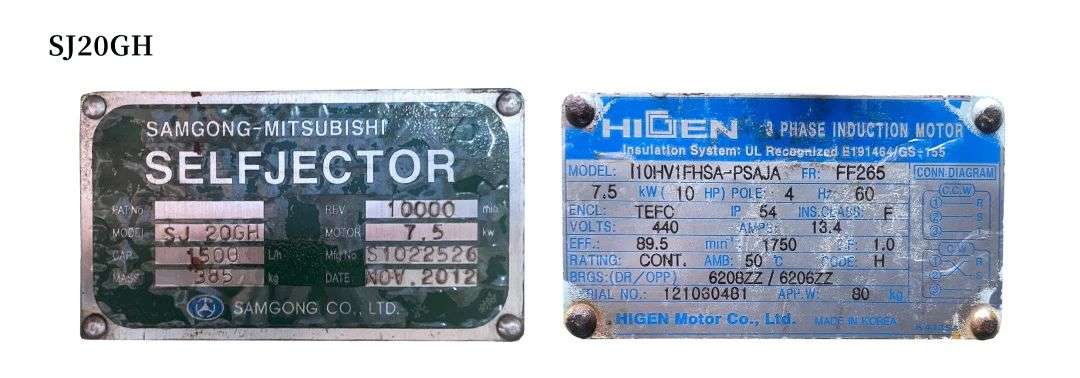 SJ20GH
SAMGONG-MITSUBISHI
SELFJECTOR
PAT No
REV. 10000 min
MODEL SJ 20GH MOTOR 7.5 kw
CAP. 1500 L/h Mfg No S1022526
MASS 385 kg DATE NOV. 2012
SAMGONG CO., LTD.
HIGEN 3 PHASE INDUCTION MOTOR
Insulation System: UL Recognized E191464/GS-155
MODEL: I10HV1FHSA-PSAJA FR: FF265 CONN.DIAGRAM
7.5 kW( 10 HP) POLE: 4 Hz 60 C.C.W
ENCL: TEFC IP 54 INS.CLASS: F
VOLTS: 440 AMPS: 13.4
EFF.: 89.5 min⁻¹ 1750 1.0
RATING: CONT. AMB: 50 °C CODE: H
BRGS:(DR/OPP) 6208ZZ / 6206ZZ
SERIAL NO.: 121030481 APP.W: 80 kg
HIGEN Motor Co., Ltd. MADE IN KOREA